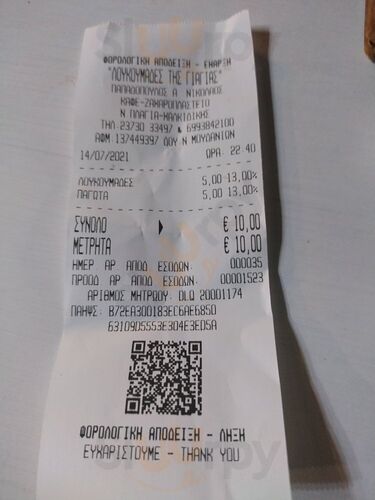 ΦΟΡΟΛΟΓΙΚΗ ΑΠΟΔΕΙΞΗ - ΕΝΑΡΞΗ
"ΛΟΥΚΟΥΜΑΔΕΣ ΤΗΣ ΓΙΑΓΙΑΣ"
ΠΑΠΑΔΟΠΟΥΛΟΣ Α ΝΙΚΟΛΑΟΣ
ΚΑΦΕ-ΖΑΧΑΡΟΠΛΑΣΤΕΙΟ
Ν ΠΛΑΓΙΑ-ΧΑΛΚΙΔΙΚΗΣ
ΤΗΛ 23730 33497 & 6993842100
ΑΦΜ 137449397 ΔΟΥ Ν ΜΟΥΔΑΝΙΩΝ
14/07/2021 ΩΡΑ 22:40
ΛΟΥΚΟΥΜΑΔΕΣ 5,00 13,00%
ΠΑΓΩΤΑ 5,00 13,00%
ΣΥΝΟΛΟ € 10,00
ΜΕΤΡΗΤΑ € 10,00
ΗΜΕΡ ΑΡ ΑΠΟΔ ΕΣΟΔΩΝ: 000035
ΠΡΟΟΔ ΑΡ ΑΠΟΔ ΕΣΟΔΩΝ: 00001523
ΑΡΙΘΜΟΣ ΜΗΤΡΩΟΥ: DLQ 20001174
ΠΑΗΨΣ: B72EA300183EC6AE6850
63109D5553E304E3ED5A
ΦΟΡΟΛΟΓΙΚΗ ΑΠΟΔΕΙΞΗ - ΛΗΞΗ
ΕΥΧΑΡΙΣΤΟΥΜΕ - THANK YOU